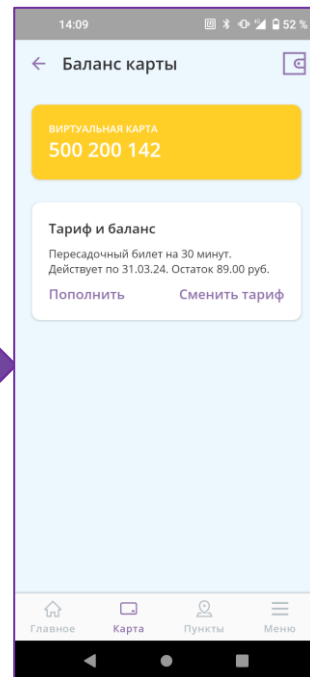 14:09
52 %
Баланс карты
ВИРТУАЛЬНАЯ КАРТА
500 200 142
Тариф и баланс
Пересадочный билет на 30 минут.
Действует по 31.03.24. Остаток 89.00 руб.
Пополнить Сменить тариф
Главное Карта Пункты Меню